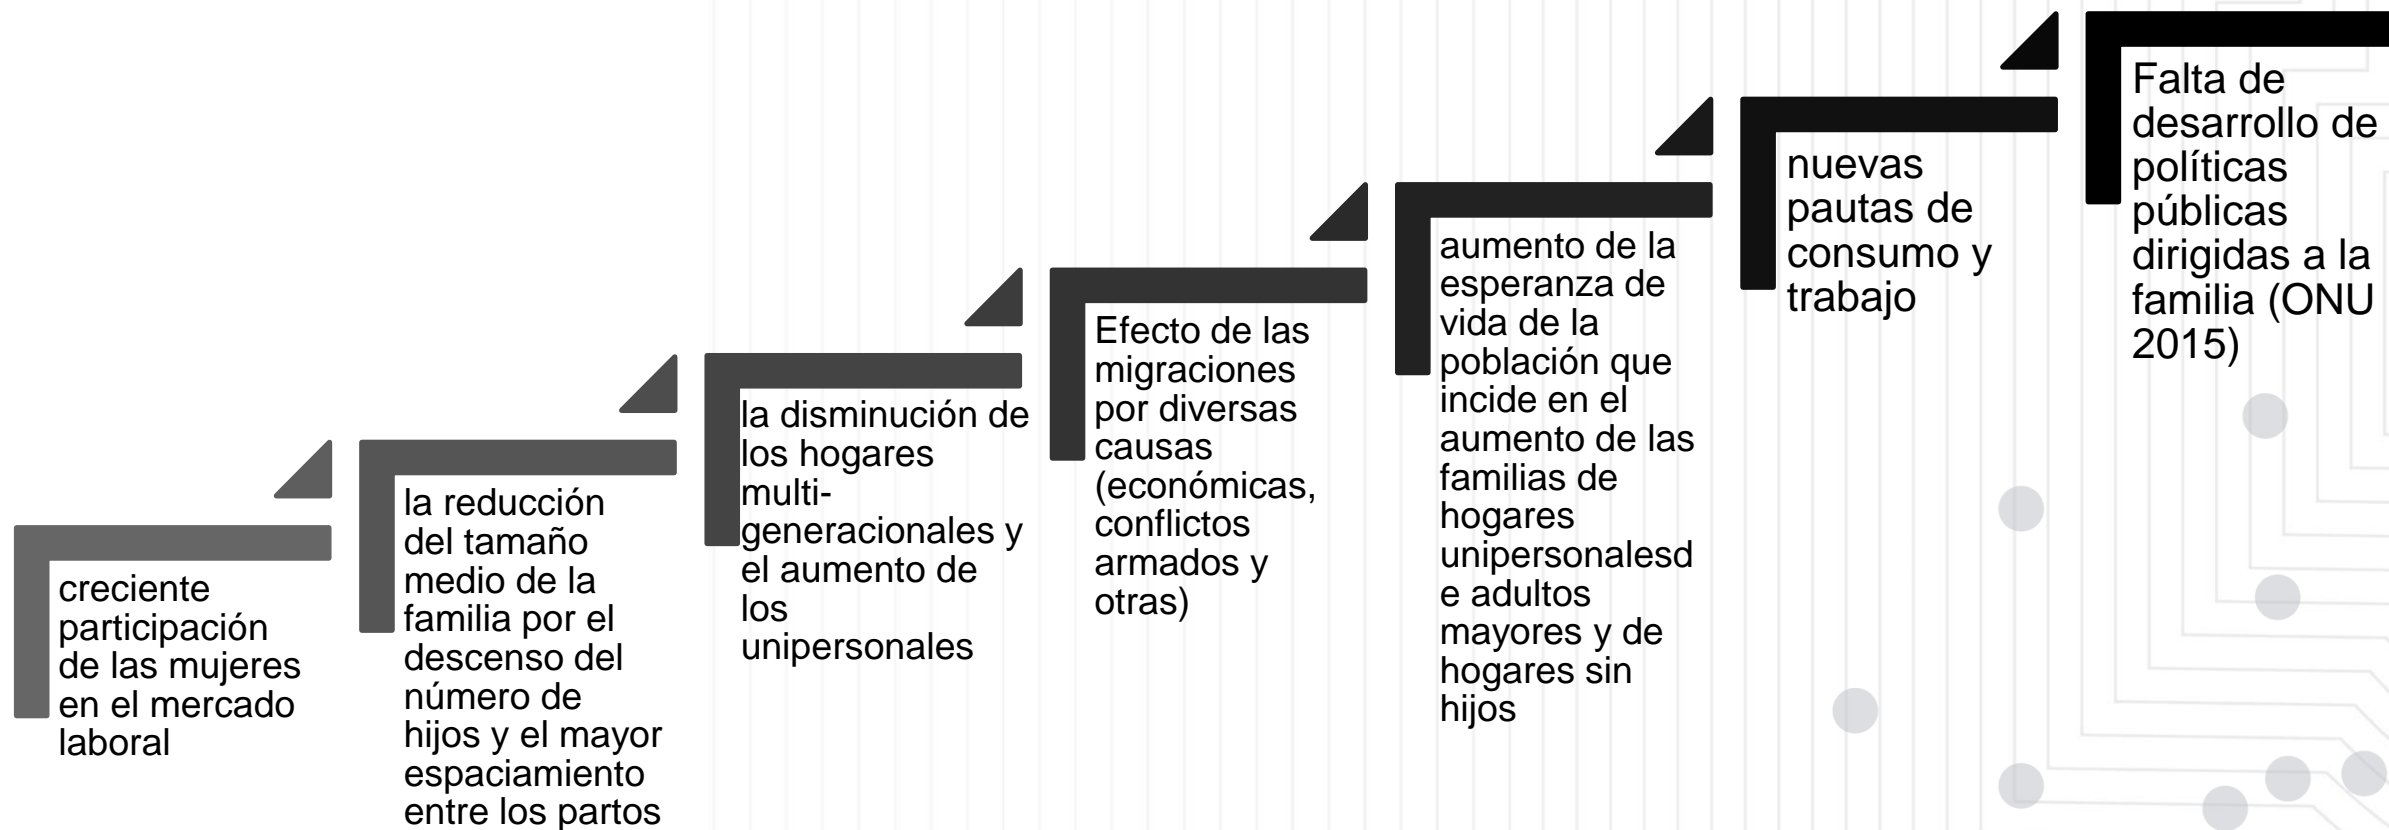 creciente
participación
de las mujeres
en el mercado
laboral
la reducción
del tamaño
medio de la
familia por el
descenso del
número de
hijos y el mayor
espaciamiento
entre los partos
la disminución de
los hogares
multi-
generacionales y
el aumento de
los
unipersonales
Efecto de las
migraciones
por diversas
causas
(económicas,
conflictos
armados y
otras)
aumento de la
esperanza de
vida de la
población que
incide en el
aumento de las
familias de
hogares
unipersonalesd
e adultos
mayores y de
hogares sin
hijos
nuevas
pautas de
consumo y
trabajo
Falta de
desarrollo de
políticas
públicas
dirigidas a la
familia (ONU
2015)